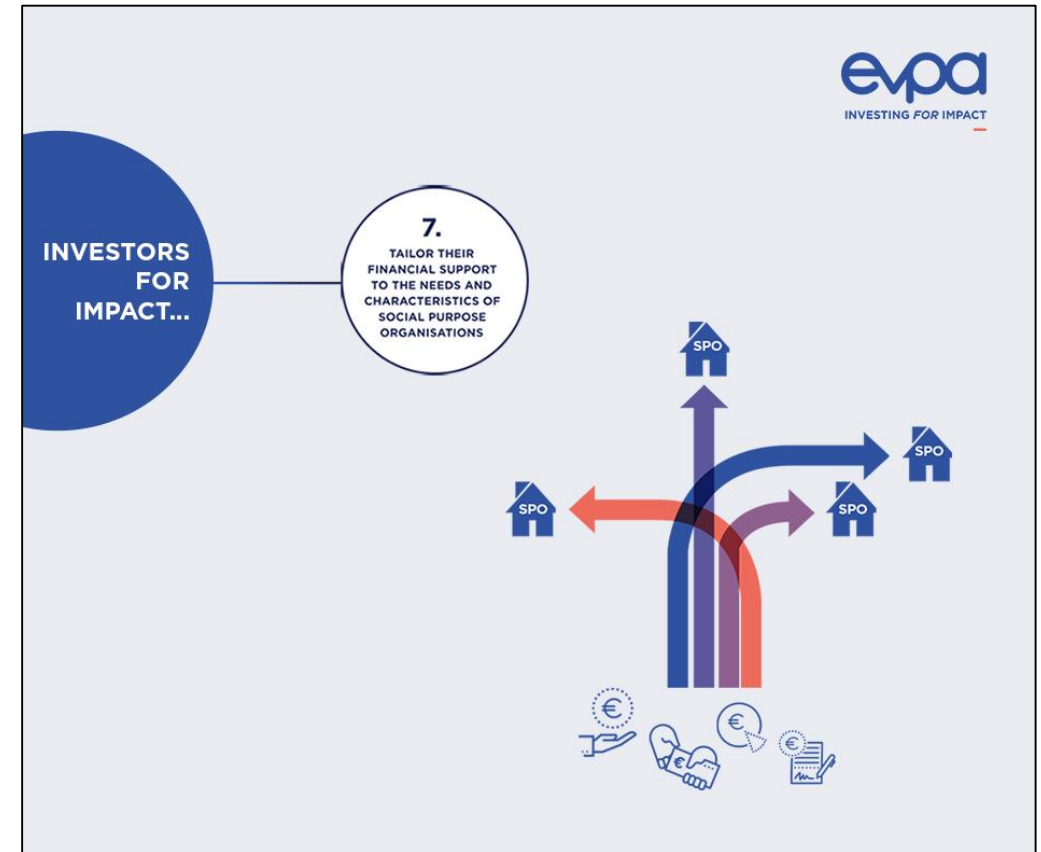 evpa
INVESTING FOR IMPACT
INVESTORS
FOR
IMPACT...
7.
TAILOR THEIR
FINANCIAL SUPPORT
TO THE NEEDS AND
CHARACTERISTICS OF
SOCIAL PURPOSE
ORGANISATIONS
SPO
SPO
SPO
SPO
€
€
€
€